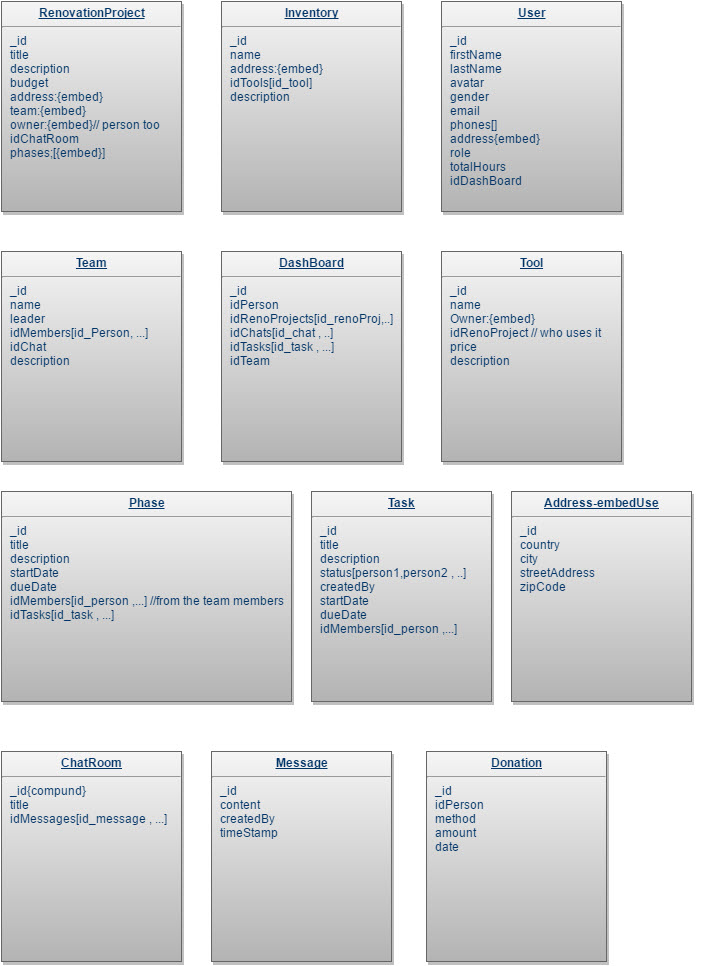 RenovationProject
_id
title
description
budget
address:{embed}
team:{embed}
owner:{embed}// person too
idChatRoom
phases;[{embed}]
Inventory
_id
name
address:{embed}
idTools[id_tool]
description
User
_id
firstName
lastName
avatar
gender
email
phones[]
address{embed}
role
totalHours
idDashBoard
Team
_id
name
leader
idMembers[id_Person, ...]
idChat
description
DashBoard
_id
idPerson
idRenoProjects[id_renoProj,..]
idChats[id_chat , ..]
idTasks[id_task , ...]
idTeam
Tool
_id
name
Owner:{embed}
idRenoProject // who uses it
price
description
Phase
_id
title
description
startDate
dueDate
idMembers[id_person ,...] //from the team members
idTasks[id_task , ...]
Task
_id
title
description
status[person1,person2 , ..]
createdBy
startDate
dueDate
idMembers[id_person ,...]
Address-embedUse
_id
country
city
streetAddress
zipCode
ChatRoom
_id{compund}
title
idMessages[id_message , ...]
Message
_id
content
createdBy
timeStamp
Donation
_id
idPerson
method
amount
date